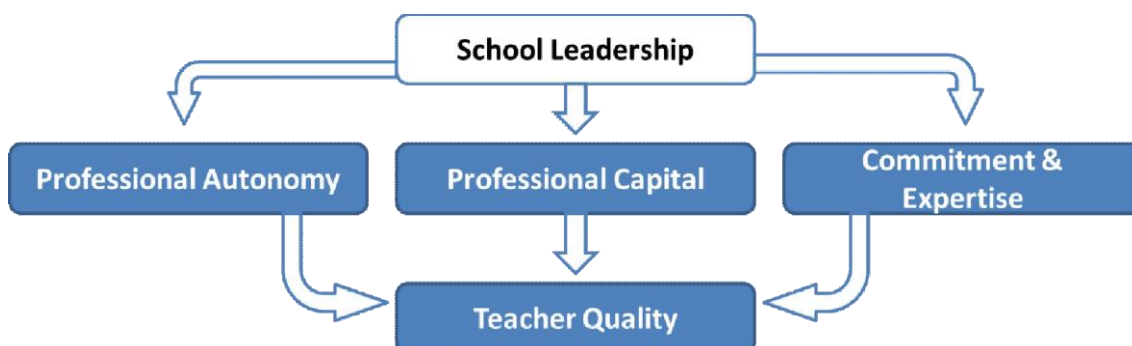 School Leadership
Professional Autonomy
Professional Capital
Commitment &
Expertise
Teacher Quality